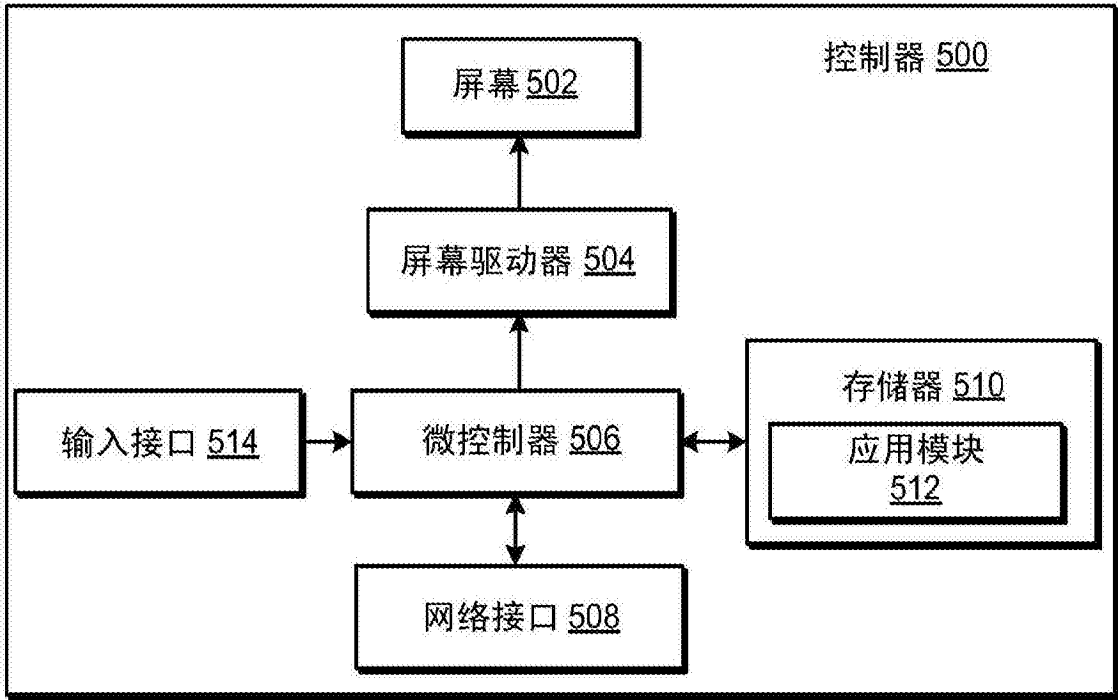 控制器 500
屏幕 502
屏幕驱动器 504
存储器 510
输入接口 514
微控制器 506
应用模块
512
网络接口 508